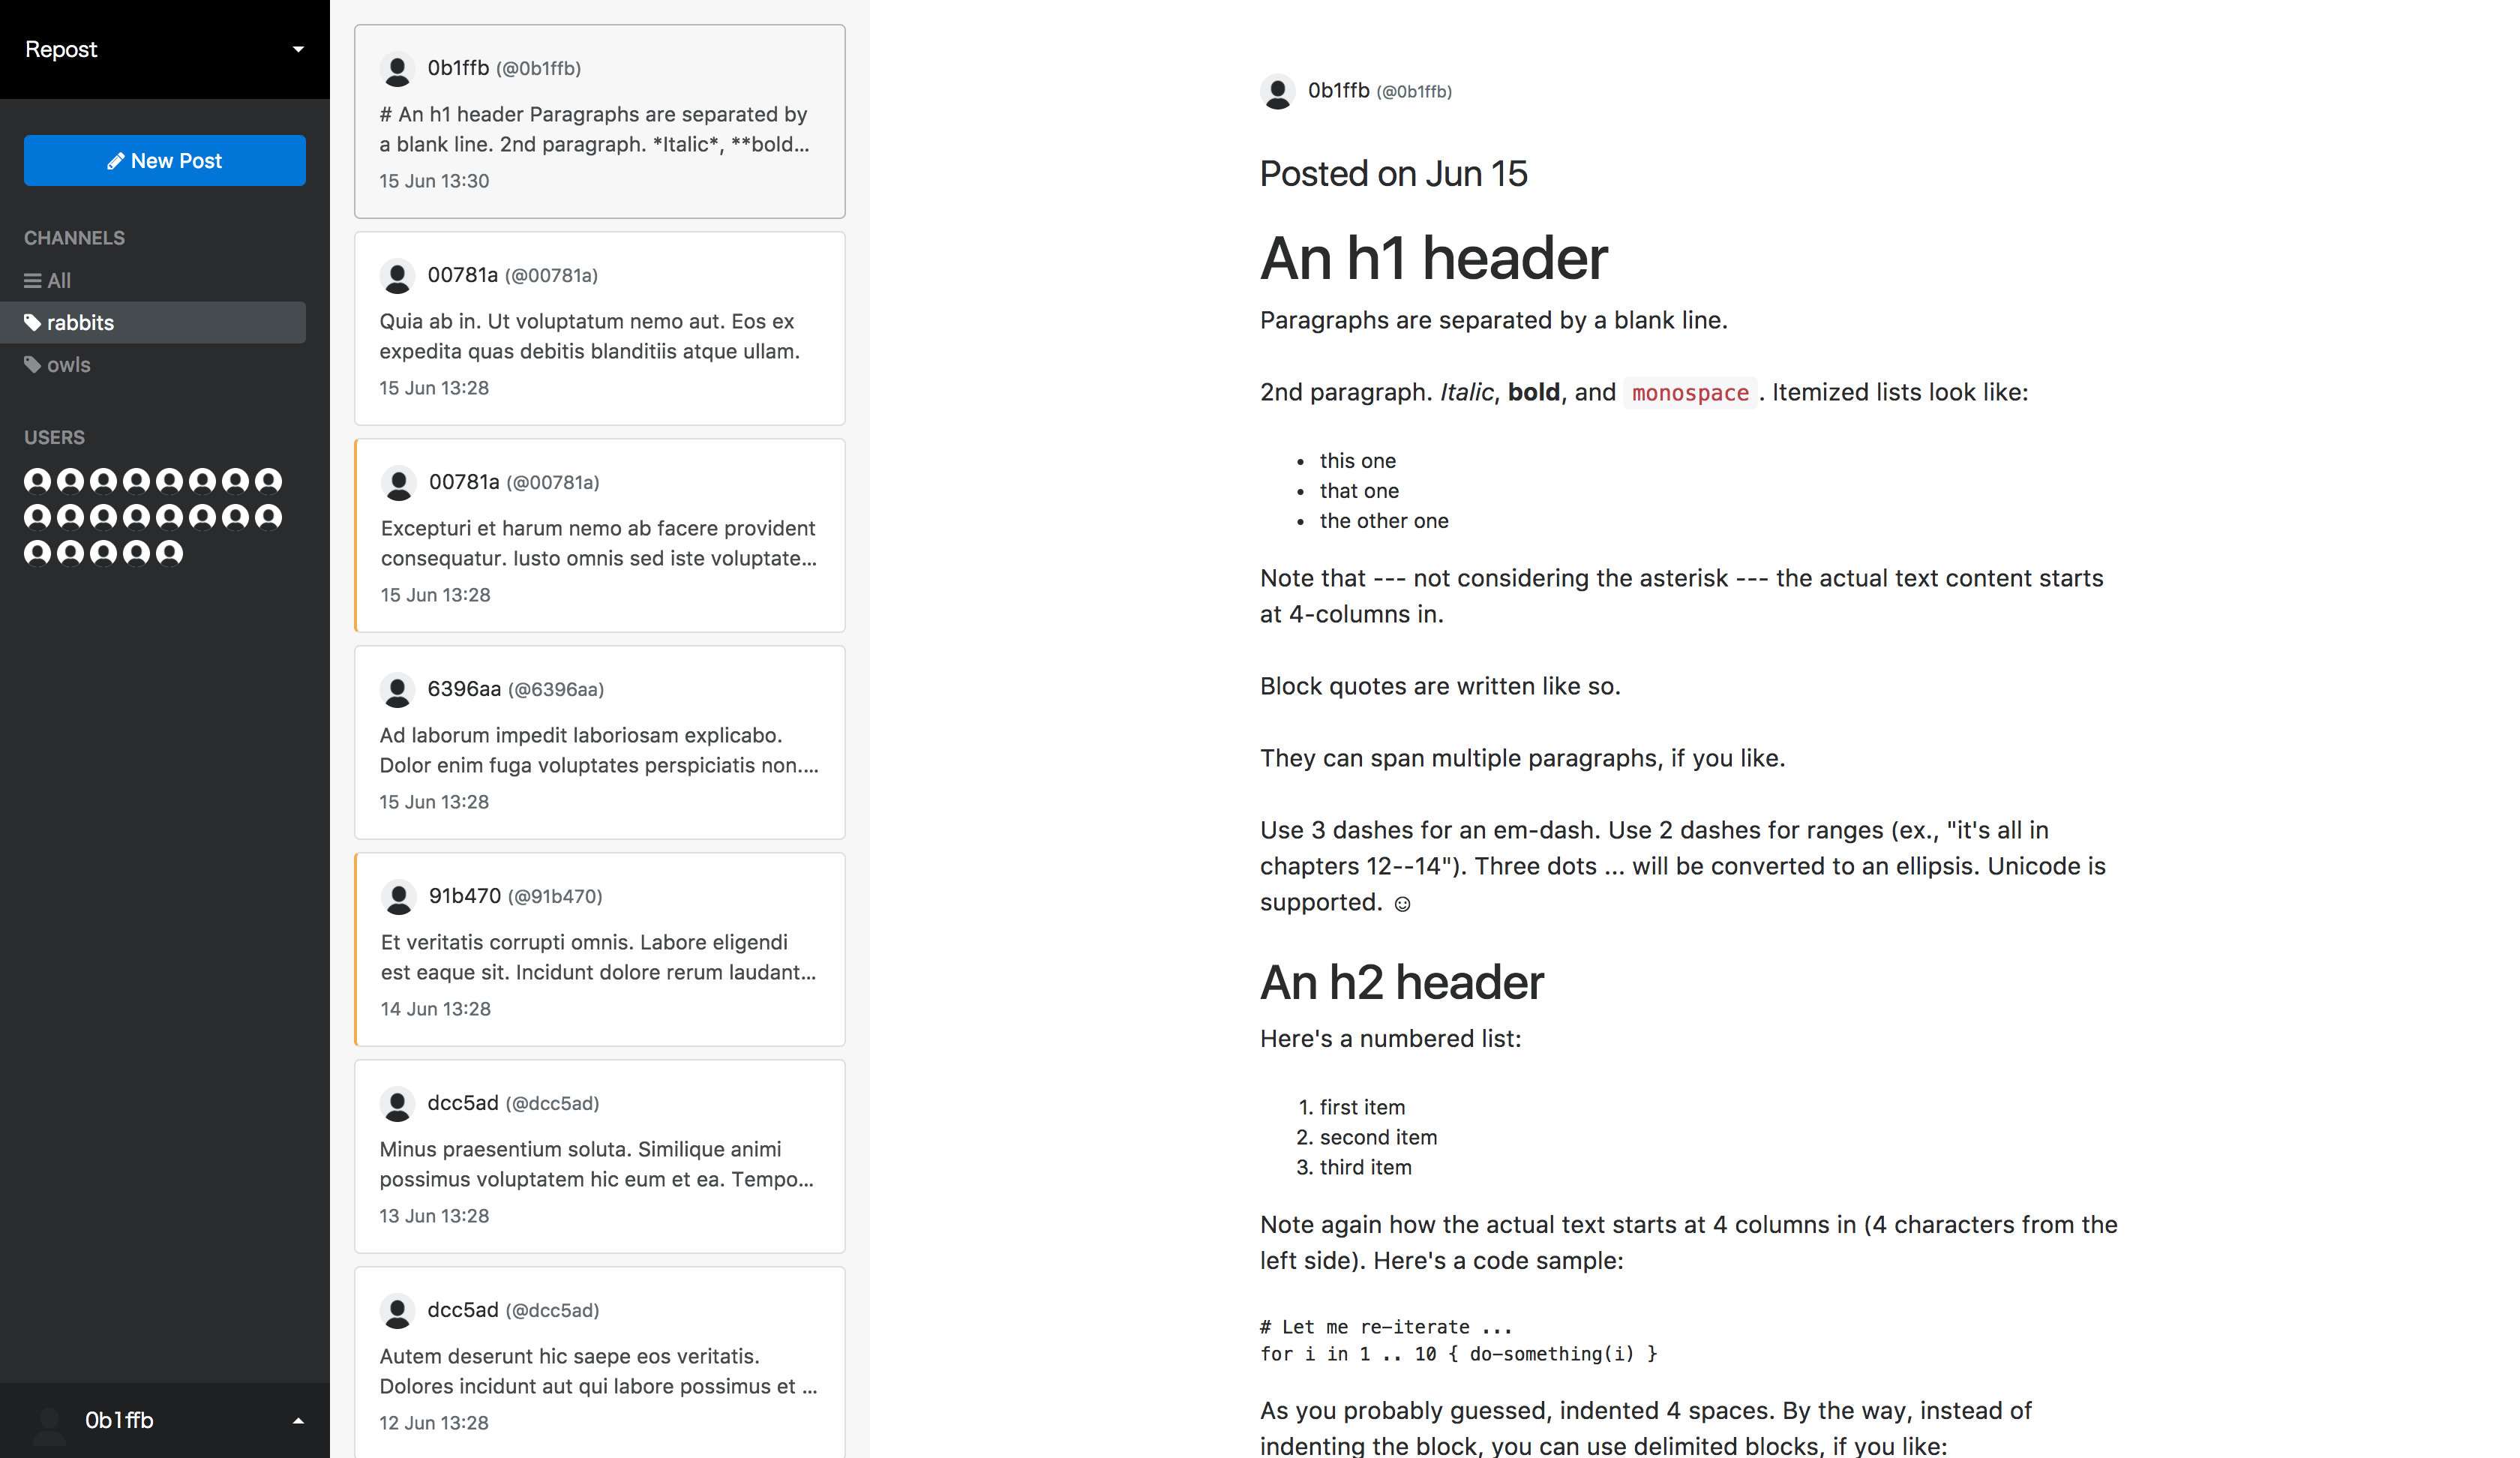 Repost
New Post
CHANNELS
All
rabbits
owls
USERS
0b1ffb
0b1ffb (@0b1ffb)
# An h1 header Paragraphs are separated by
a blank line. 2nd paragraph. *Italic*, **bold...
15 Jun 13:30
00781a (@00781a)
Quia ab in. Ut voluptatum nemo aut. Eos ex
expedita quas debitis blanditiis atque ullam.
15 Jun 13:28
00781a (@00781a)
Excepturi et harum nemo ab facere provident
consequatur. Iusto omnis sed iste voluptate...
15 Jun 13:28
6396aa (@6396aa)
Ad laborum impedit laboriosam explicabo.
Dolor enim fuga voluptates perspiciatis non....
15 Jun 13:28
91b470 (@91b470)
Et veritatis corrupti omnis. Labore eligendi
est eaque sit. Incidunt dolore rerum laudant...
14 Jun 13:28
dcc5ad (@dcc5ad)
Minus praesentium soluta. Similique animi
possimus voluptatem hic eum et ea. Tempo...
13 Jun 13:28
dcc5ad (@dcc5ad)
Autem deserunt hic saepe eos veritatis.
Dolores incidunt aut qui labore possimus et ...
12 Jun 13:28
0b1ffb (@0b1ffb)
Posted on Jun 15
An h1 header
Paragraphs are separated by a blank line.
2nd paragraph. Italic, bold, and monospace . Itemized lists look like:
• this one
• that one
• the other one
Note that --- not considering the asterisk --- the actual text content starts
at 4-columns in.
Block quotes are written like so.
They can span multiple paragraphs, if you like.
Use 3 dashes for an em-dash. Use 2 dashes for ranges (ex., "it's all in
chapters 12--14"). Three dots ... will be converted to an ellipsis. Unicode is
supported. ☺
An h2 header
Here's a numbered list:
1. first item
2. second item
3. third item
Note again how the actual text starts at 4 columns in (4 characters from the
left side). Here's a code sample:
# Let me re-iterate ...
for i in 1 .. 10 { do-something(i) }
As you probably guessed, indented 4 spaces. By the way, instead of
indenting the block, you can use delimited blocks, if you like: